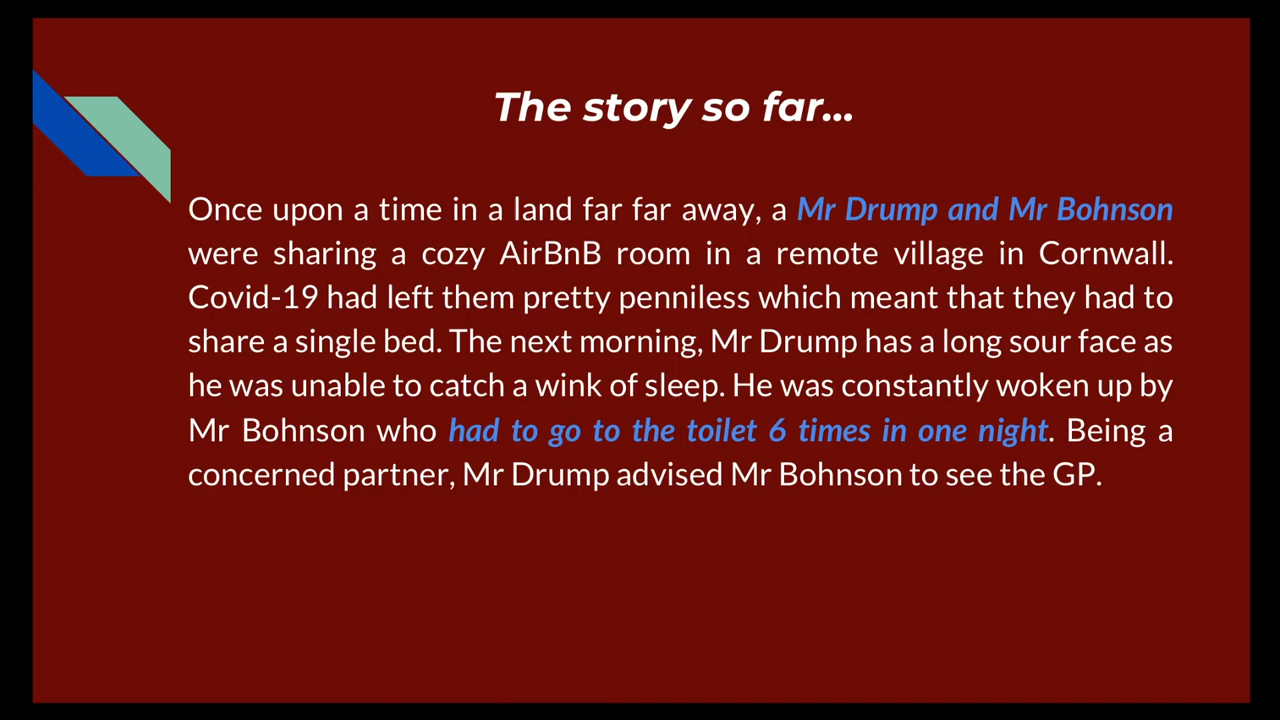 The story so far...
Once upon a time in a land far far away, a Mr Drump and Mr Bohnson
were sharing a cozy AirBnB room in a remote village in Cornwall.
Covid-19 had left them pretty penniless which meant that they had to
share a single bed. The next morning, Mr Drump has a long sour face as
he was unable to catch a wink of sleep. He was constantly woken up by
Mr Bohnson who had to go to the toilet 6 times in one night. Being a
concerned partner, Mr Drump advised Mr Bohnson to see the GP.